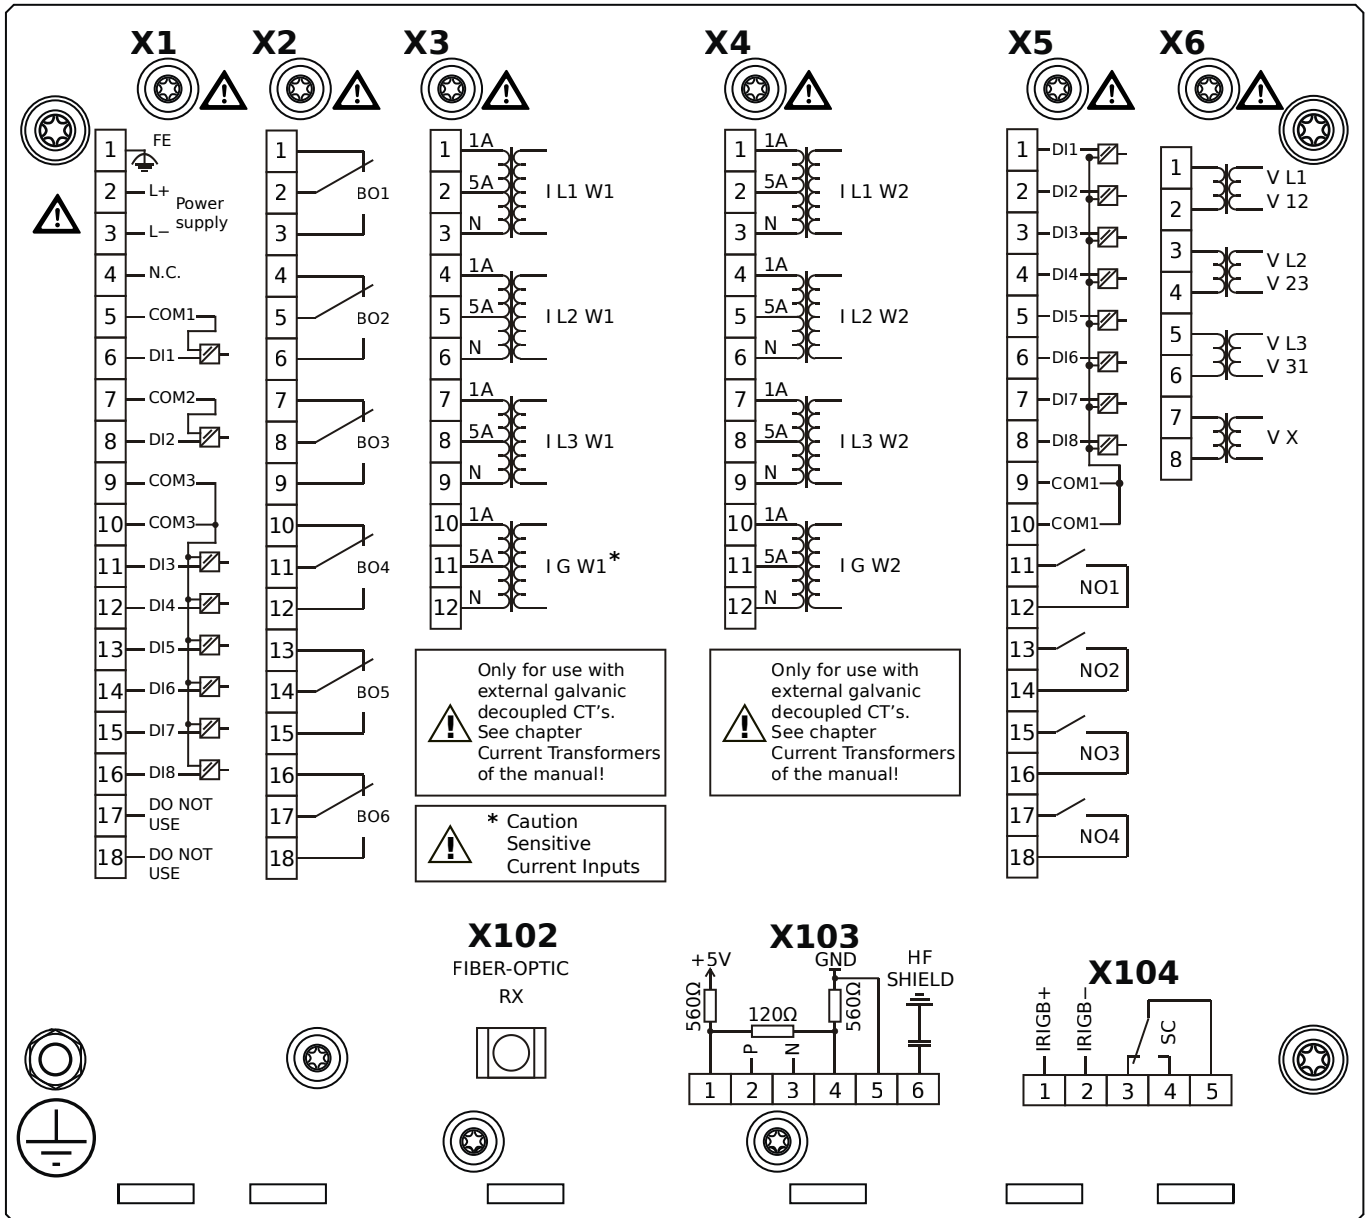 X1
X2
X3
X4
X5
X6
1 FE
2 L+
Power
supply
3 L−
4 N.C.
5 COM1
6 DI1
7 COM2
8 DI2
9 COM3
10 COM3
11 DI3
12 DI4
13 DI5
14 DI6
15 DI7
16 DI8
17 DO NOT
USE
18 DO NOT
USE
1
2 BO1
3
4
5 BO2
6
7
8 BO3
9
10
11 BO4
12
13
14 BO5
15
16
17 BO6
18
1 1A
2 5A I L1 W1
3 N
4 1A
5 5A I L2 W1
6 N
7 1A
8 5A I L3 W1
9 N
10 1A
11 5A I G W1*
12 N
Only for use with
external galvanic
decoupled CT's.
See chapter
Current Transformers
of the manual!
* Caution
Sensitive
Current Inputs
1 1A
2 5A I L1 W2
3 N
4 1A
5 5A I L2 W2
6 N
7 1A
8 5A I L3 W2
9 N
10 1A
11 5A I G W2
12 N
Only for use with
external galvanic
decoupled CT's.
See chapter
Current Transformers
of the manual!
1 DI1
2 DI2
3 DI3
4 DI4
5 DI5
6 DI6
7 DI7
8 DI8
9 COM1
10 COM1
11
NO1
12
13
NO2
14
15
NO3
16
17
NO4
18
1 V L1
2 V 12
3 V L2
4 V 23
5 V L3
6 V 31
7
V X
8
X102
FIBER-OPTIC
RX
X103
+5V GND HF
SHIELD
560Ω 120Ω 560Ω
P N
1 2 3 4 5 6
X104
IRIGB+ IRIGB− SC
1 2 3 4 5